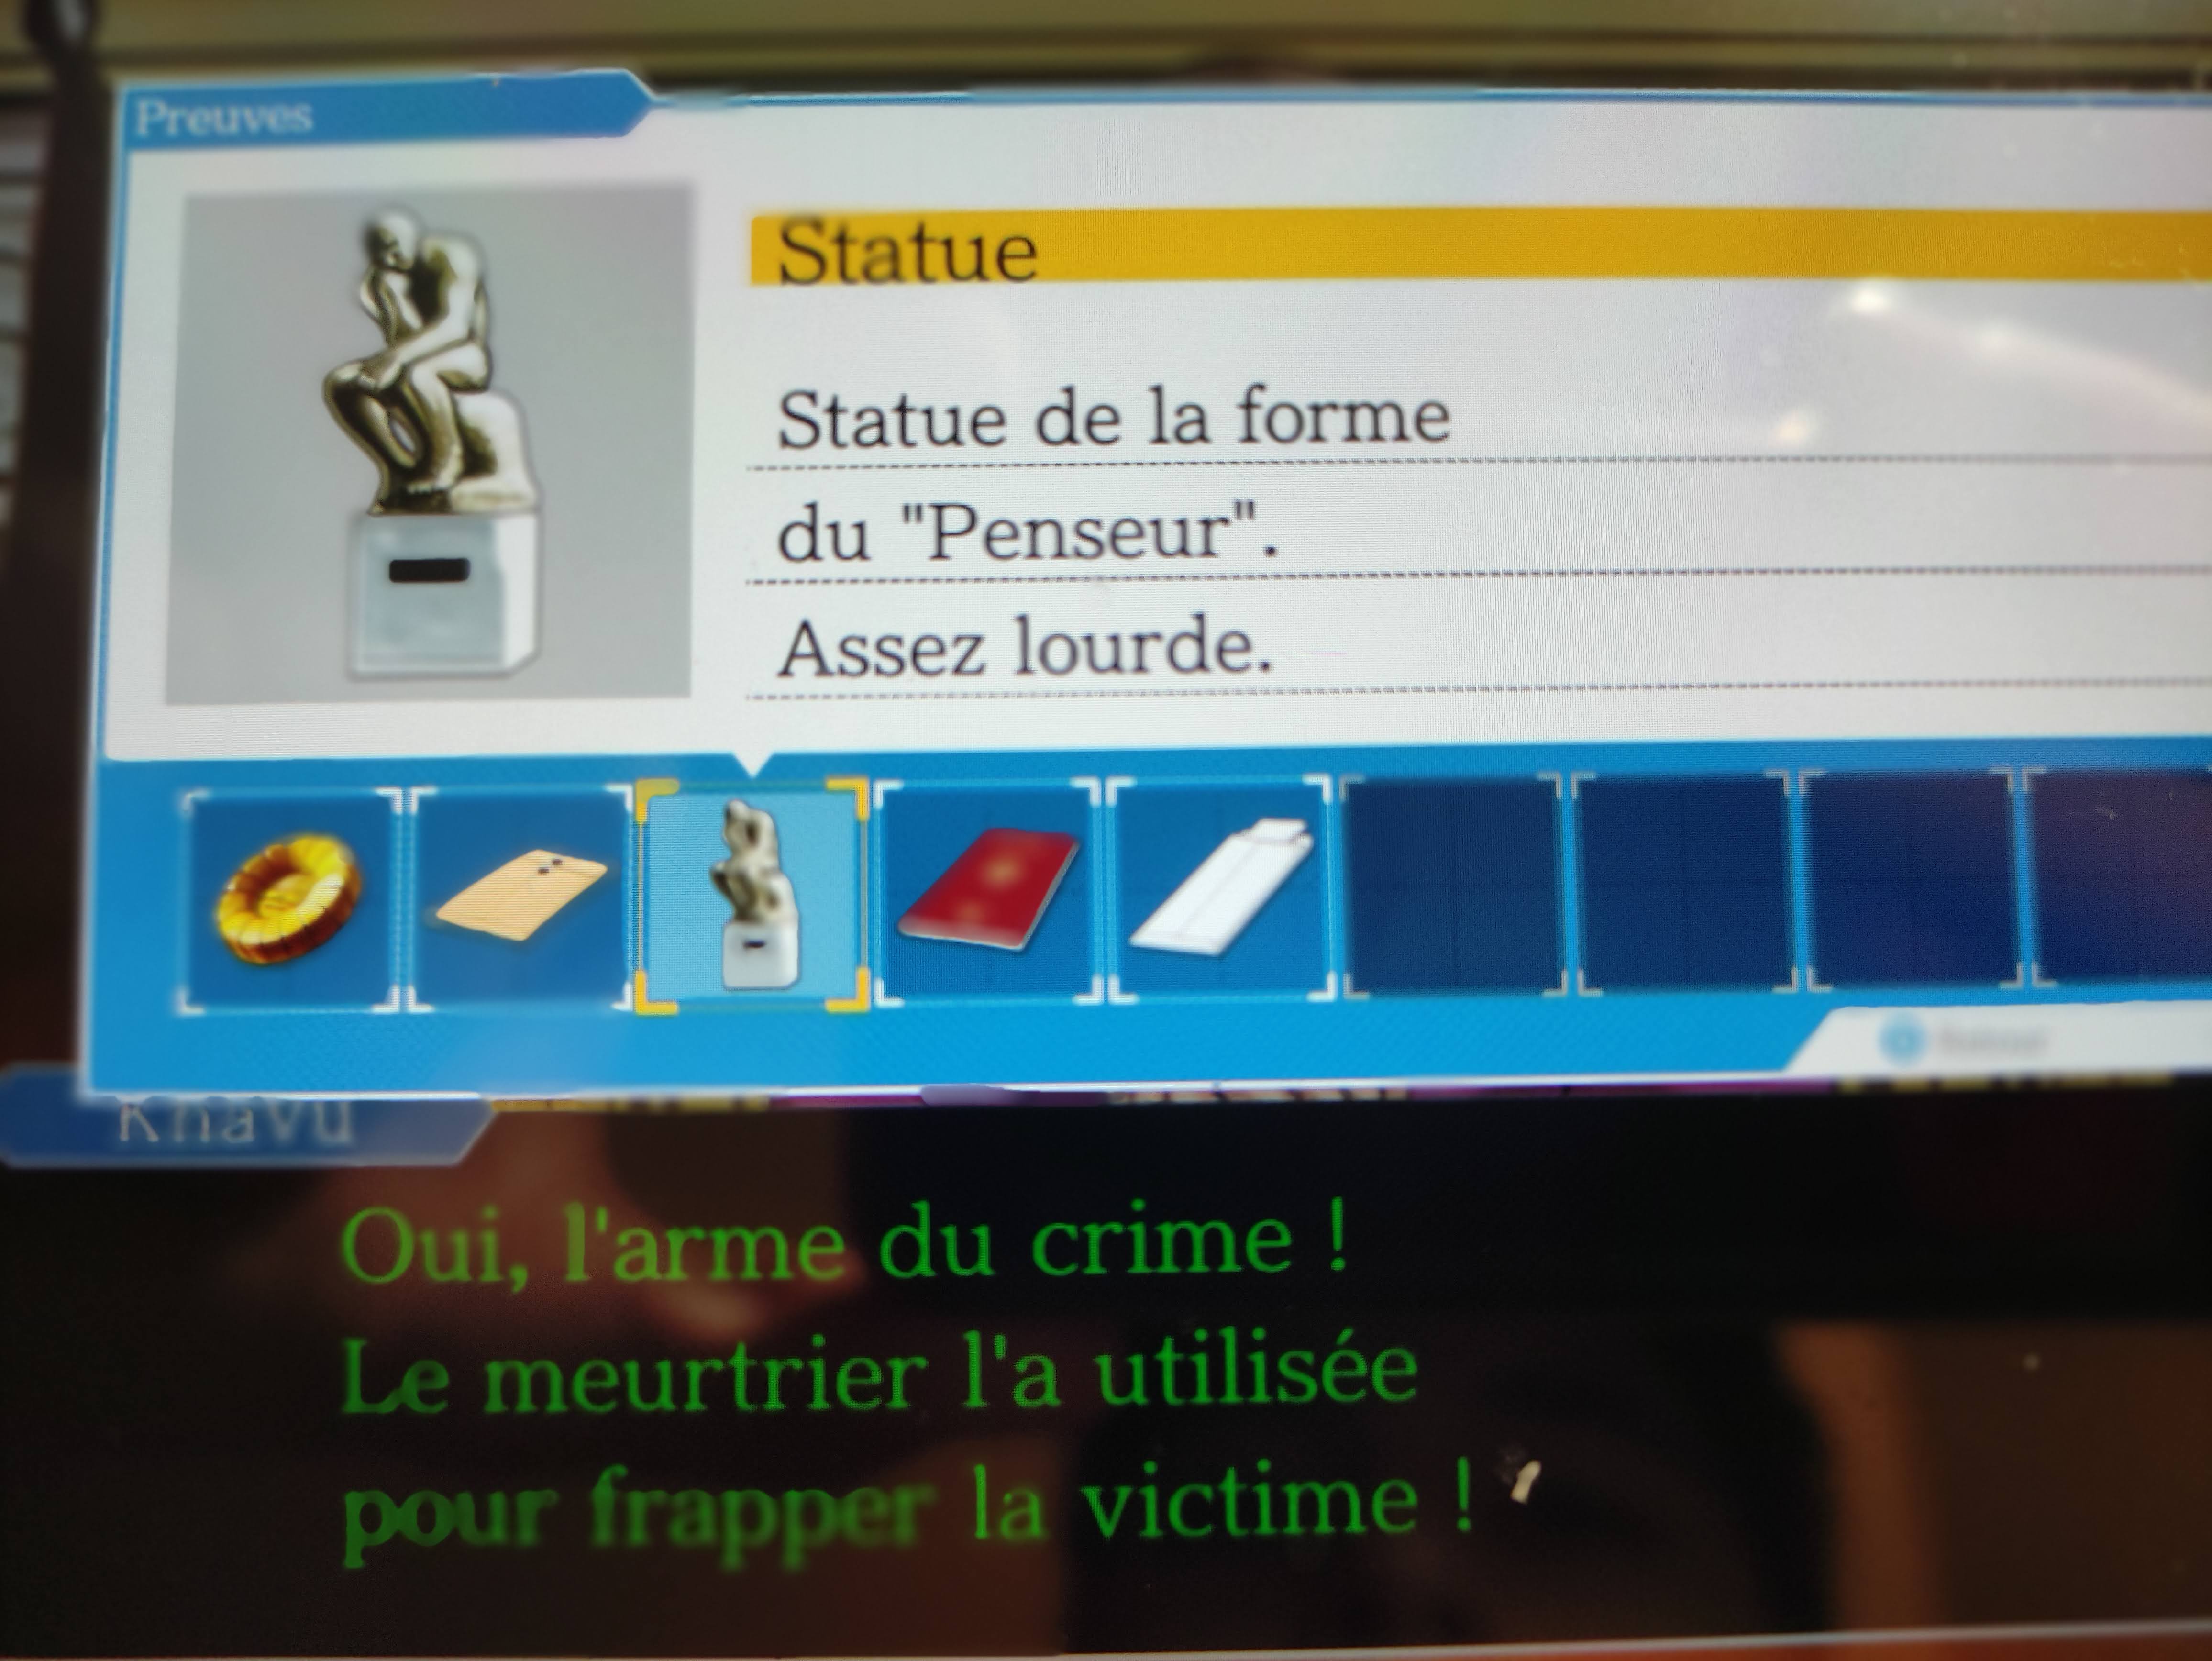 Preuves
Statue
Statue de la forme
du "Penseur".
Assez lourde.
Khavu
Oui, l'arme du crime !
Le meurtrier l'a utilisée
pour frapper la victime !